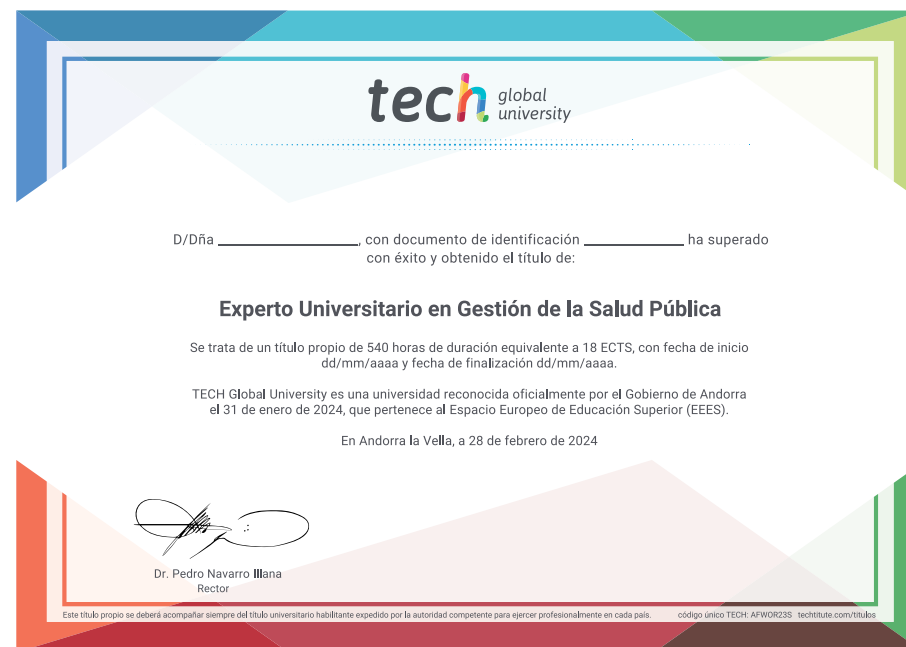 tech global university
D/Dña ________________, con documento de identificación ____________ ha superado
con éxito y obtenido el título de:
Experto Universitario en Gestión de la Salud Pública
Se trata de un título propio de 540 horas de duración equivalente a 18 ECTS, con fecha de inicio
dd/mm/aaaa y fecha de finalización dd/mm/aaaa.
TECH Global University es una universidad reconocida oficialmente por el Gobierno de Andorra
el 31 de enero de 2024, que pertenece al Espacio Europeo de Educación Superior (EEES).
En Andorra la Vella, a 28 de febrero de 2024
Dr. Pedro Navarro Illana
Rector
Este título propio se deberá acompañar siempre del título universitario habilitante expedido por la autoridad competente para ejercer profesionalmente en cada país. código único TECH: AFWOR23S techtitute.com/titulos